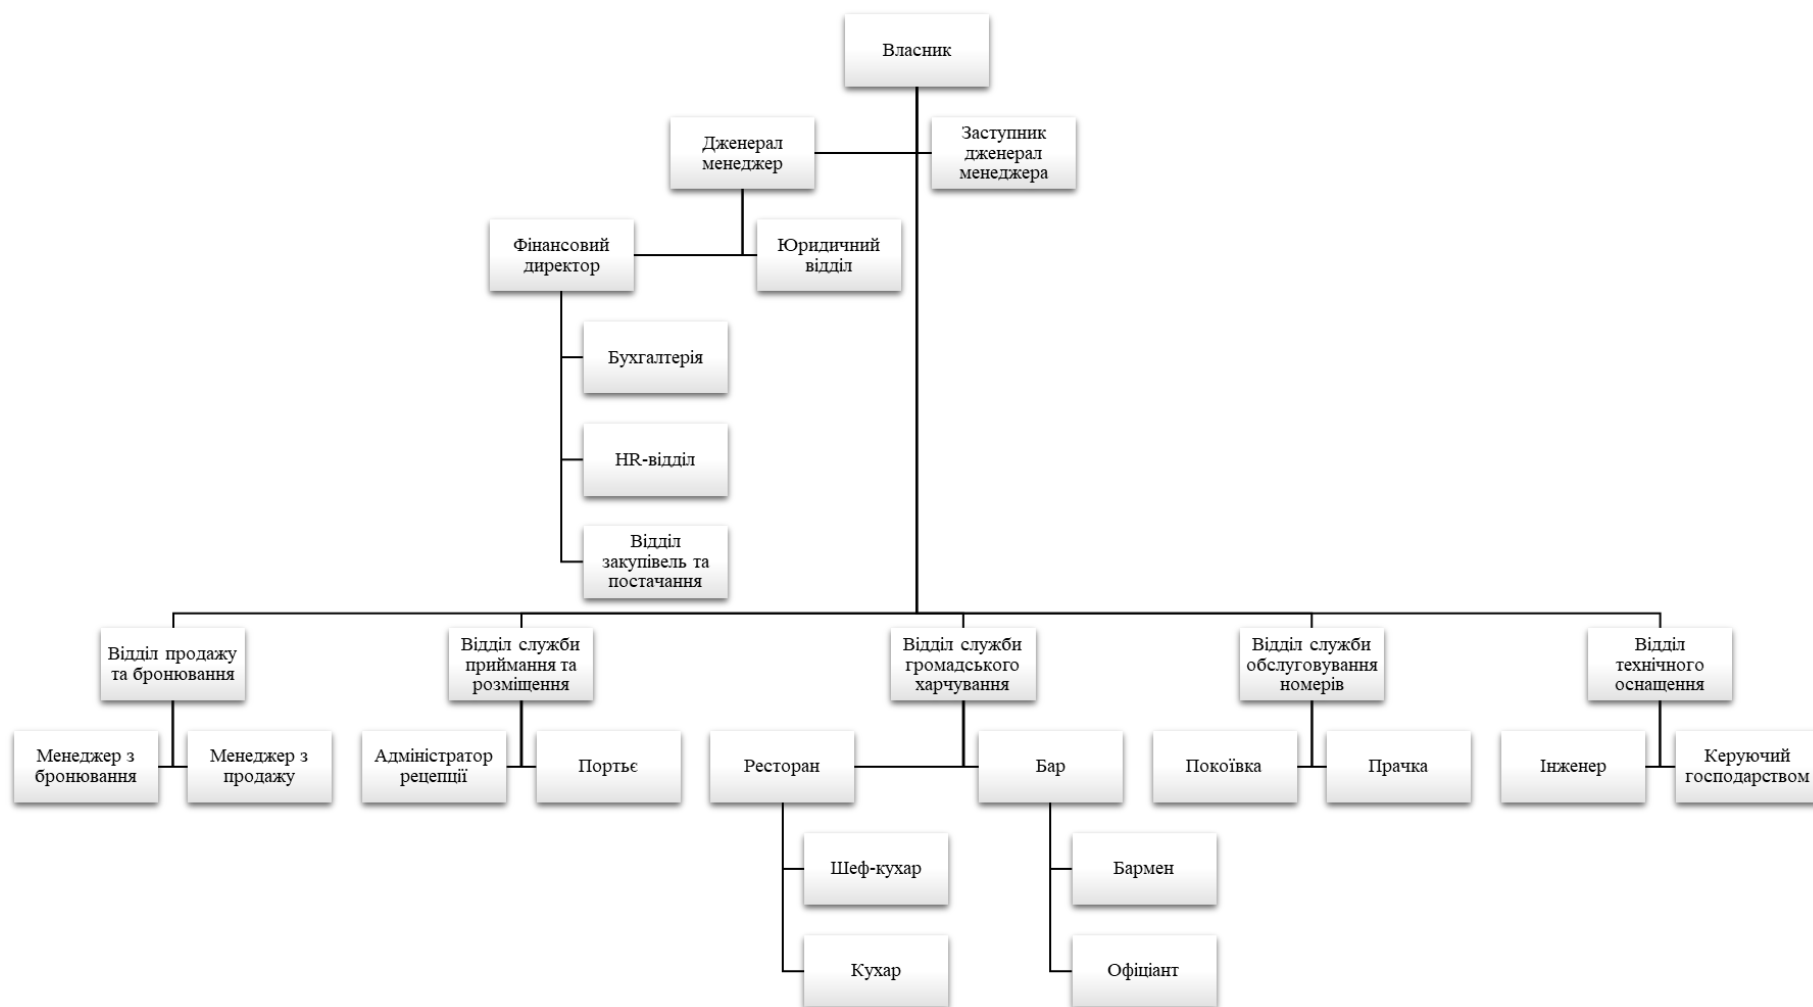 Власник
Дженерал
менеджер
Заступник
дженерал
менеджера
Фінансовий
директор
Юридичний
відділ
Бухгалтерія
HR-відділ
Відділ
закупівель та
постачання
Відділ продажу
та бронювання
Відділ служби
приймання та
розміщення
Відділ служби
громадського
харчування
Відділ служби
обслуговування
номерів
Відділ
технічного
оснащення
Менеджер з
бронювання
Менеджер з
продажу
Адміністратор
рецепції
Портьє
Ресторан
Бар
Покоївка
Прачка
Інженер
Керуючий
господарством
Шеф-кухар
Бармен
Кухар
Офіціант